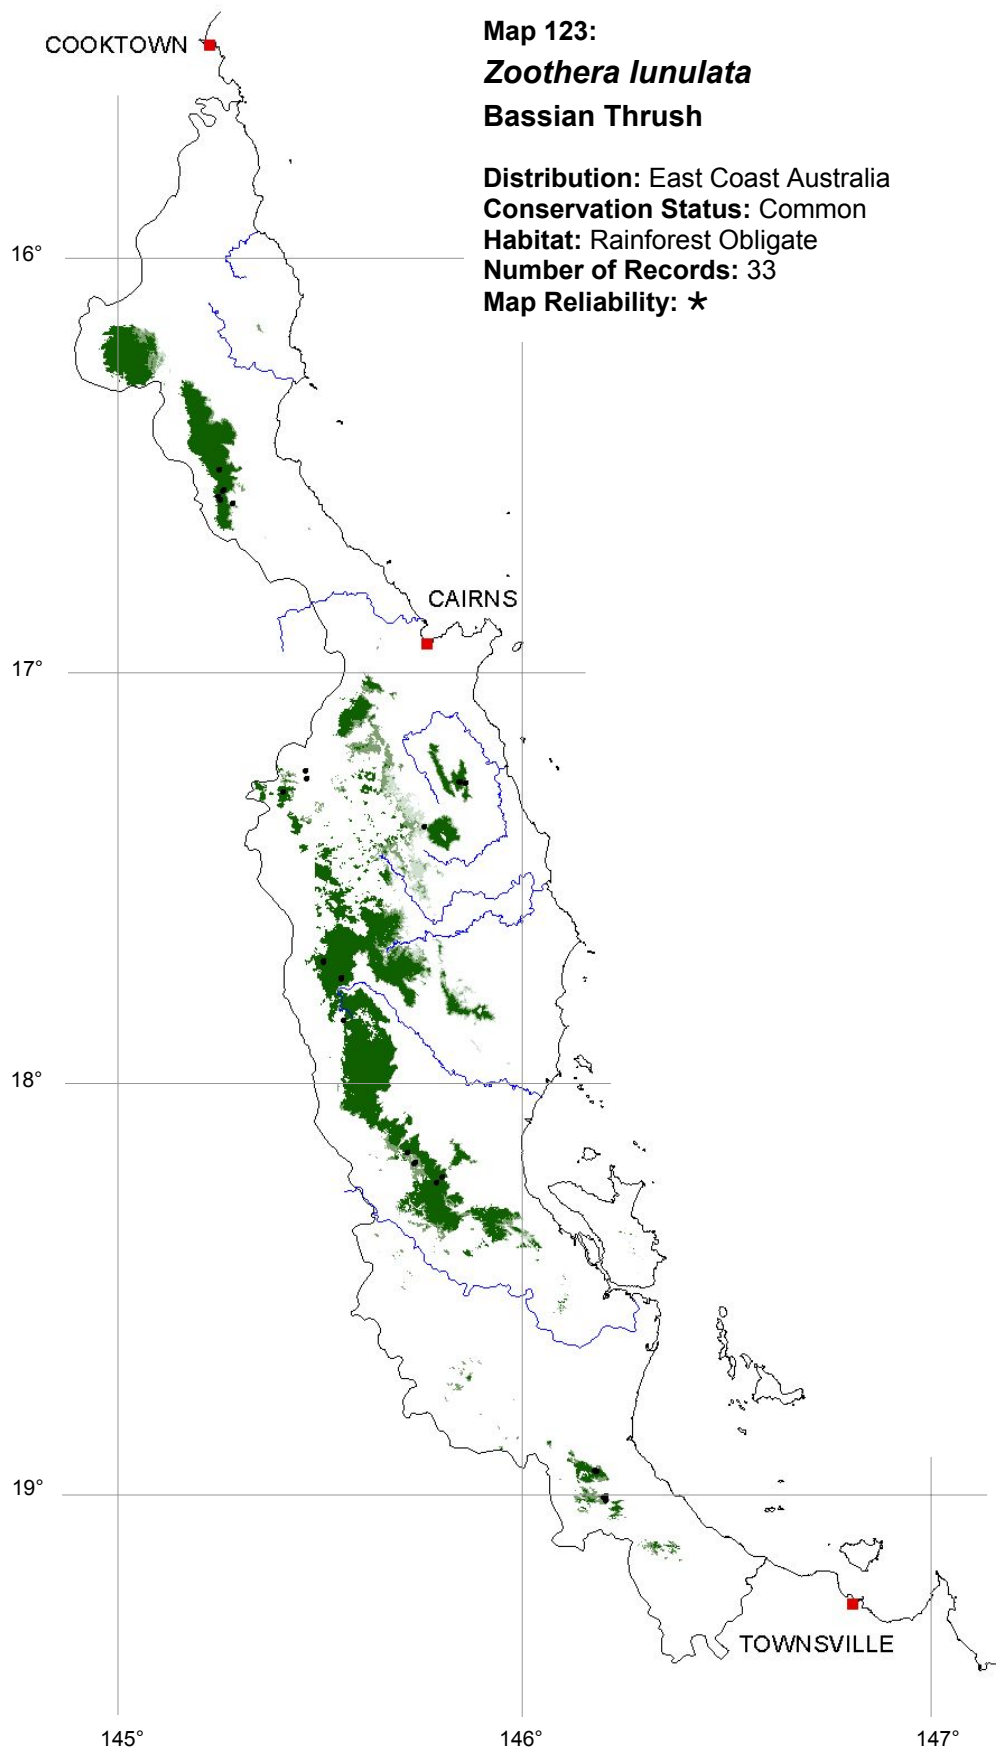 Map 123:
COOKTOWN
Zoothera lunulata
Bassian Thrush
Distribution: East Coast Australia
Conservation Status: Common
Habitat: Rainforest Obligate
16°
Number of Records: 33
Map Reliability: *
CAIRNS
17°
18°
19°
TOWNSVILLE
145° 146° 147°